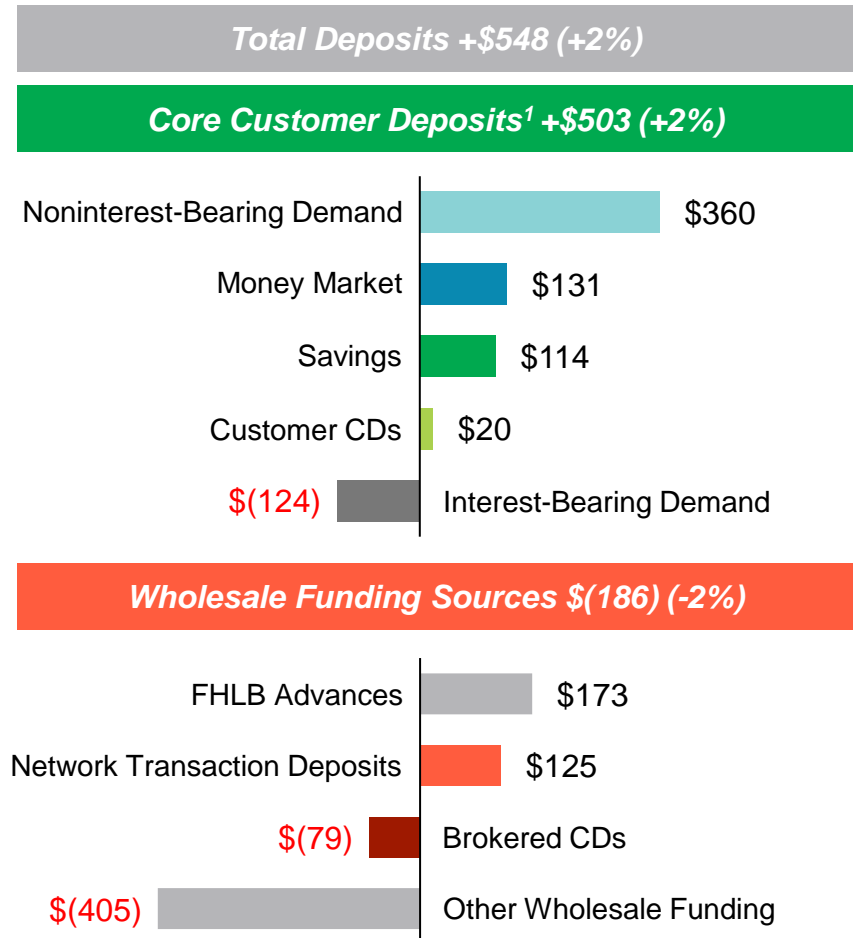 Total Deposits +$548 (+2%)
Core Customer Deposits¹ +$503 (+2%)
Noninterest-Bearing Demand $360
Money Market $131
Savings $114
Customer CDs $20
$(124) Interest-Bearing Demand
Wholesale Funding Sources $(186) (-2%)
FHLB Advances $173
Network Transaction Deposits $125
$(79) Brokered CDs
$(405) Other Wholesale Funding